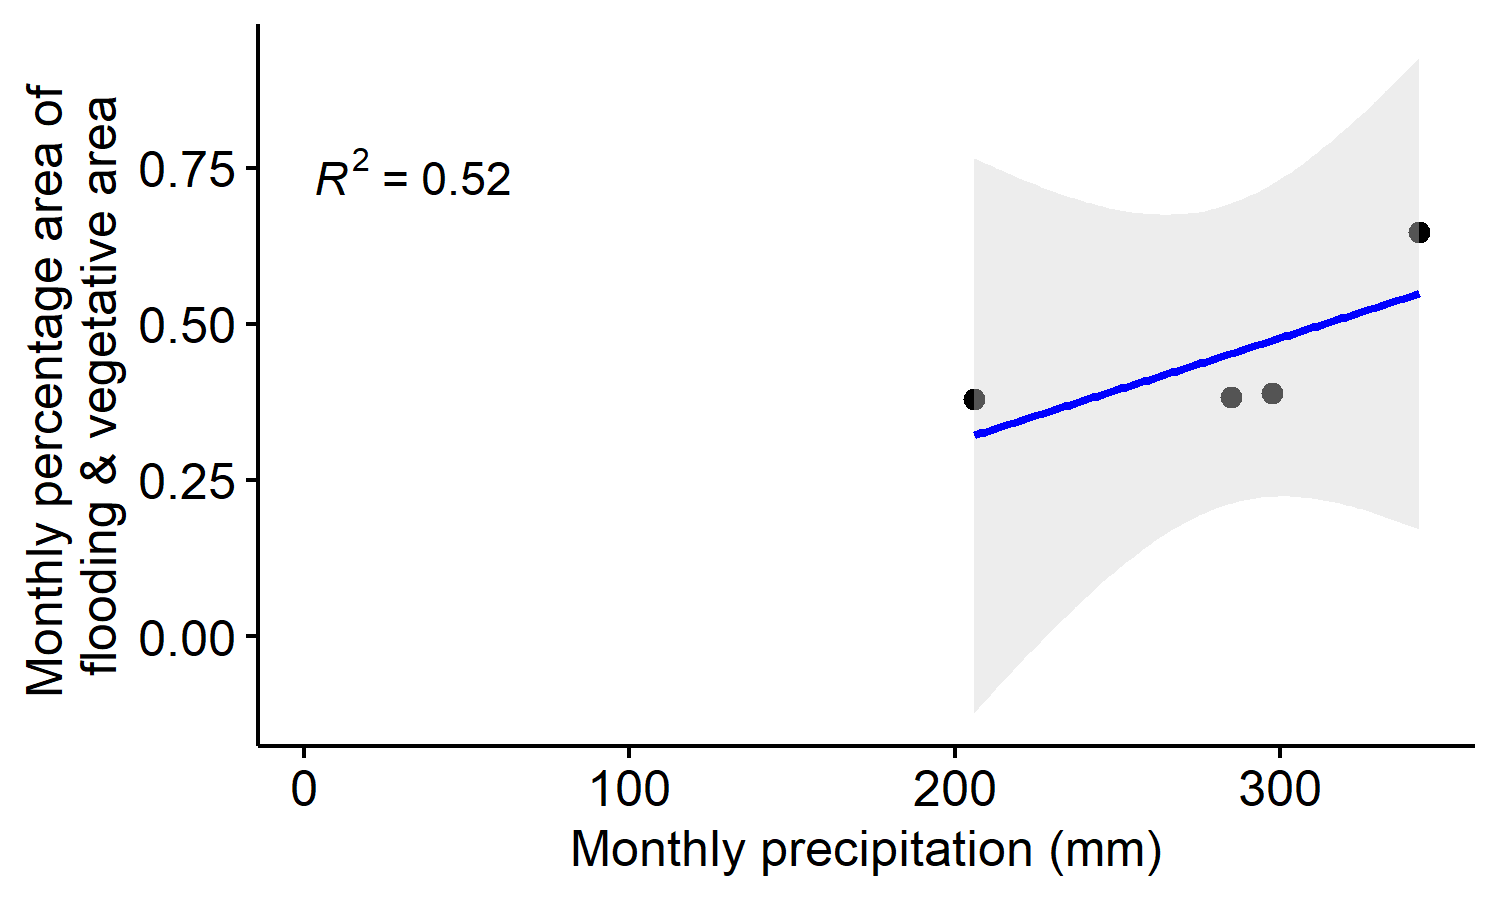 Monthly percentage area of
flooding & vegetative area
0.75
0.50
0.25
0.00
R² = 0.52
0 100 200 300
Monthly precipitation (mm)